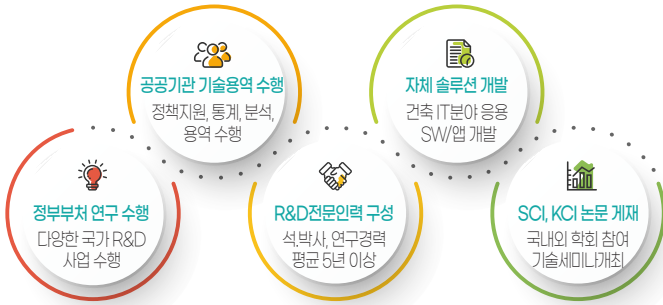 공공기관 기술용역 수행
정책지원, 통계, 분석,
용역 수행
자체 솔루션 개발
건축 IT분야 응용
SW/앱 개발
정부부처 연구 수행
다양한 국가 R&D
사업 수행
R&D전문인력 구성
석.박사, 연구경력
평균 5년 이상
SCI, KCI 논문 게재
국내외 학회 참여
기술세미나개최